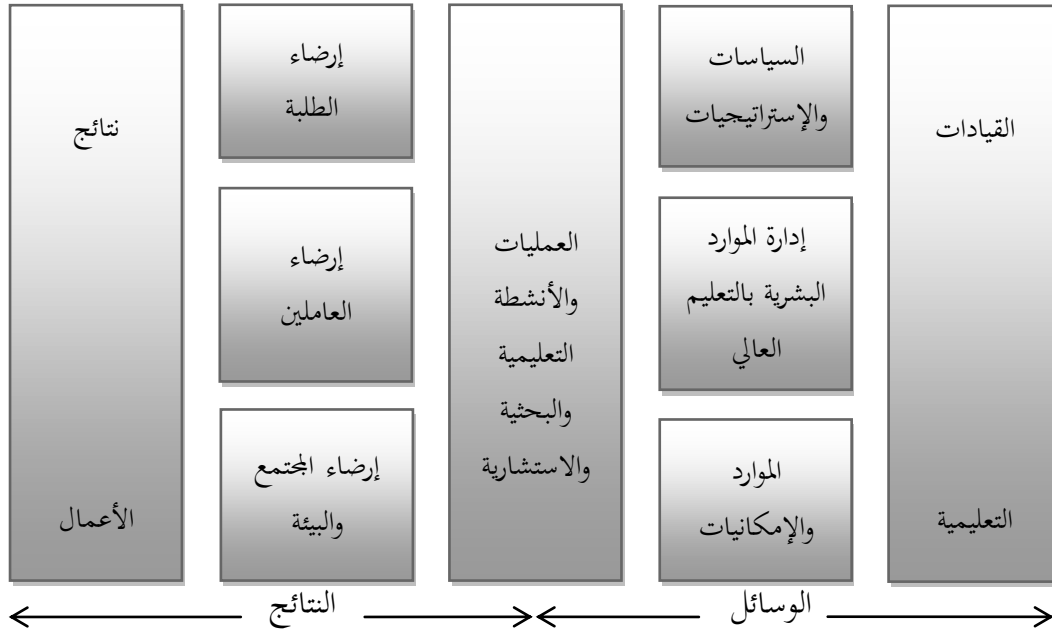 القيادات
التعليمية
السياسات
والإستراتيجيات
إدارة الموارد
البشرية بالتعليم
العالي
الموارد
والإمكانيات
العمليات
والأنشطة
التعليمية
والبحثية
والاستشارية
إرضاء
الطلبة
إرضاء
العاملين
إرضاء المجتمع
والبيئة
نتائج
الأعمال
الوسائل
النتائج